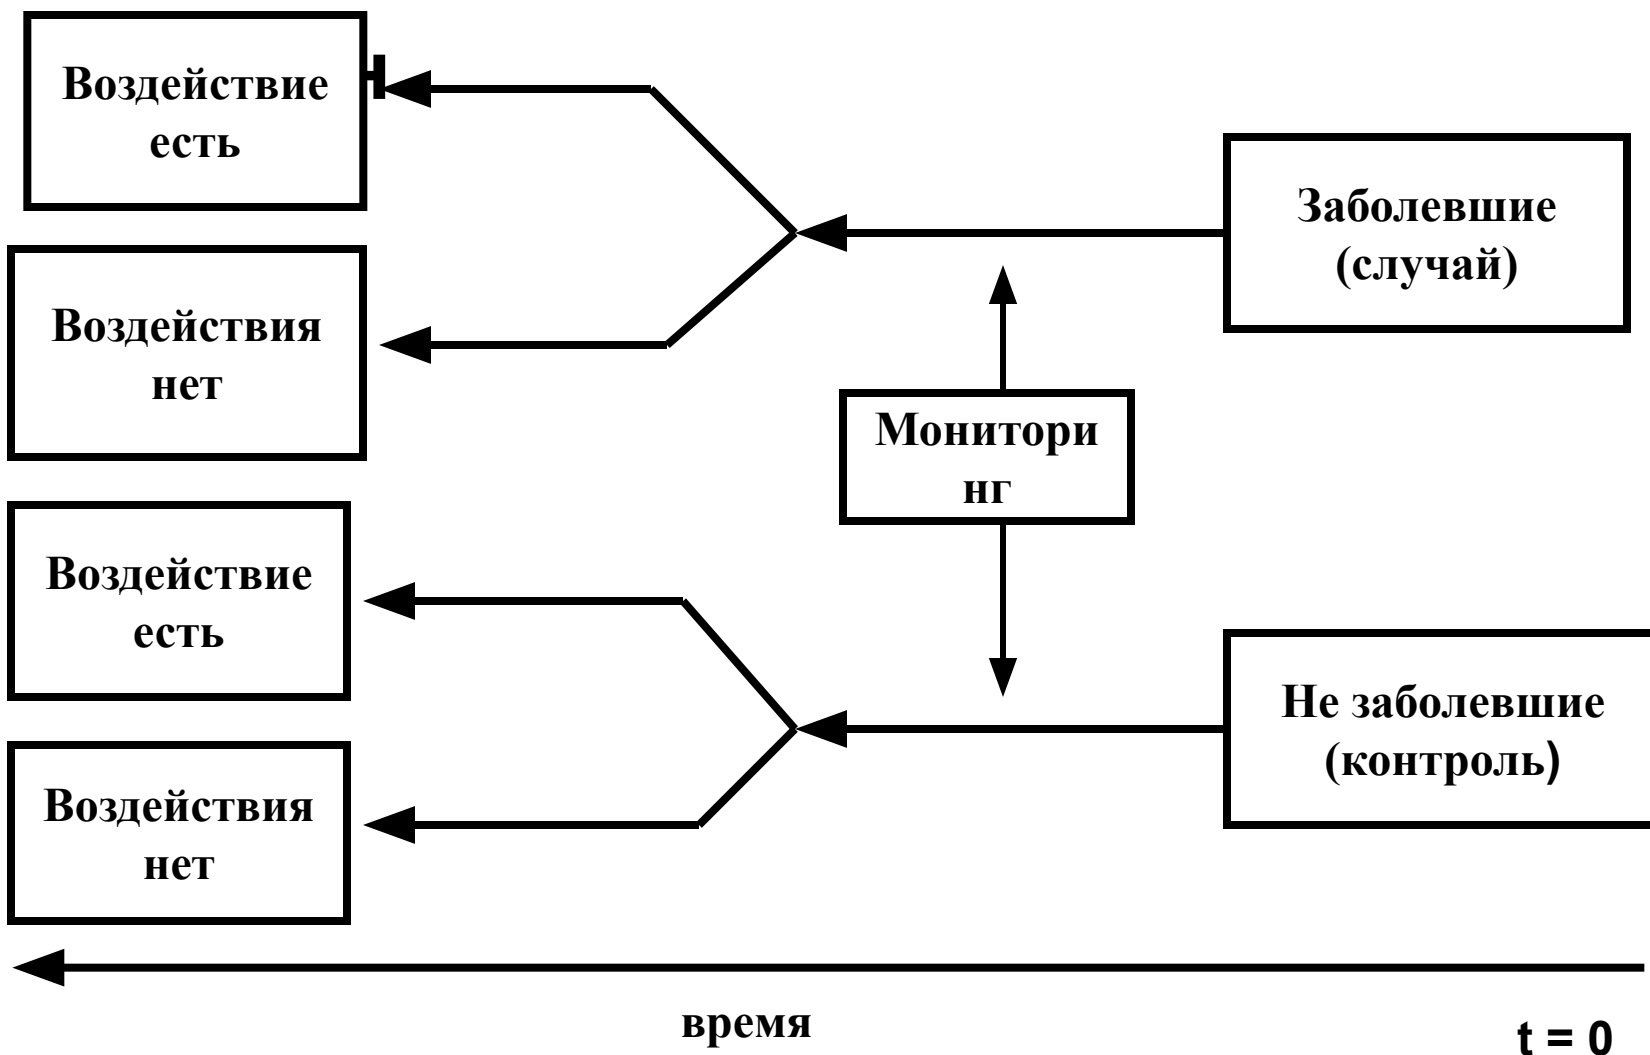 Воздействие
есть
Заболевшие
(случай)
Воздействия
нет
Монитори
нг
Воздействие
есть
Не заболевшие
(контроль)
Воздействия
нет
время
t = 0